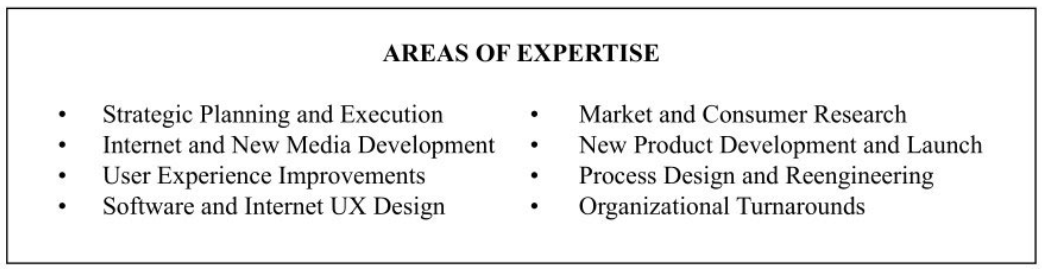 AREAS OF EXPERTISE
• Strategic Planning and Execution
• Internet and New Media Development
• User Experience Improvements
• Software and Internet UX Design
• Market and Consumer Research
• New Product Development and Launch
• Process Design and Reengineering
• Organizational Turnarounds